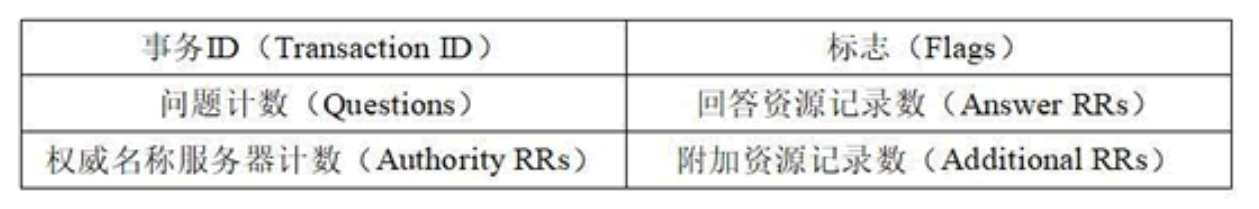 事务ID（Transaction ID） 标志（Flags）
问题计数（Questions） 回答资源记录数（Answer RRs）
权威名称服务器计数（Authority RRs） 附加资源记录数（Additional RRs）